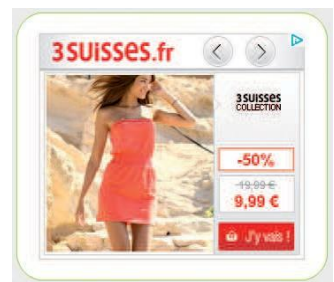 3SUISSES.fr
3SUISSES
COLLECTION
-50%
19,99 €
9,99 €
J'y vais !